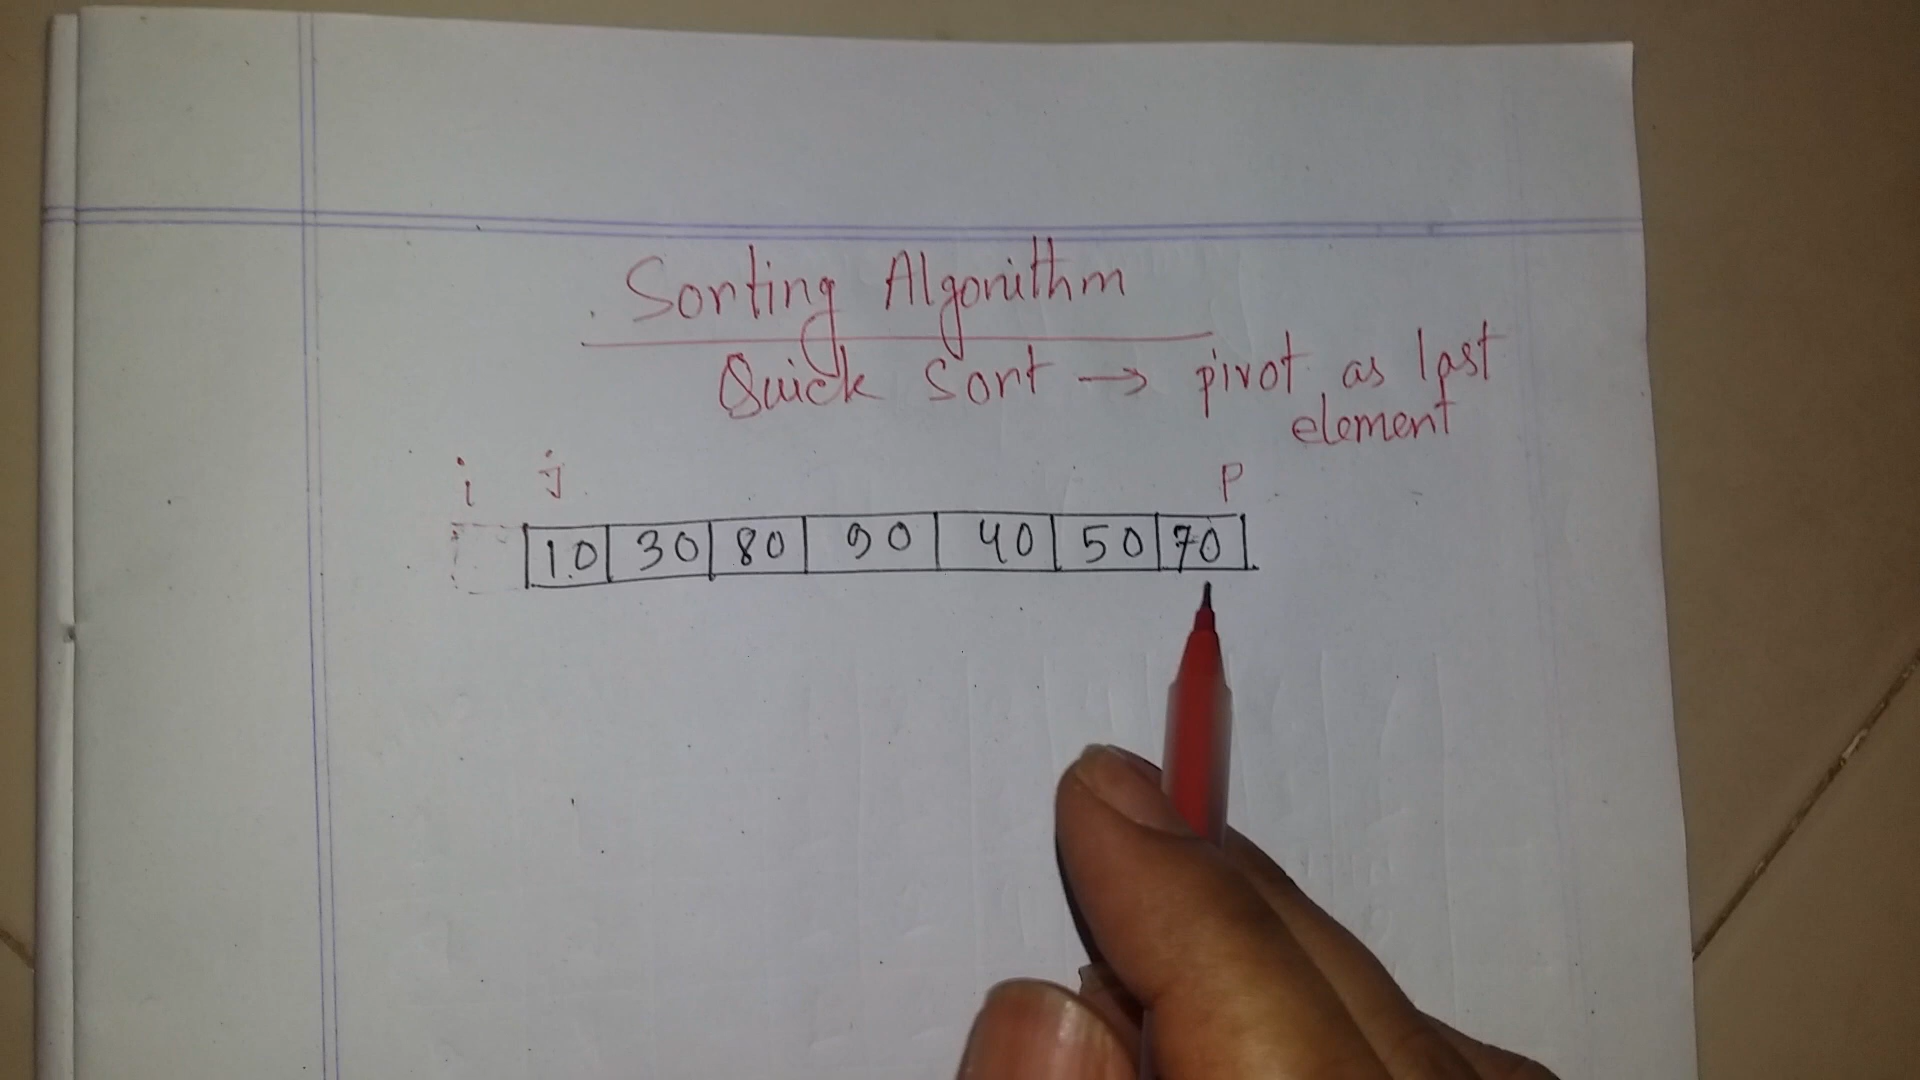 Sorting Algorithm
Quick Sort → pivot as last
element
i j P
10 30 80 90 40 50 70